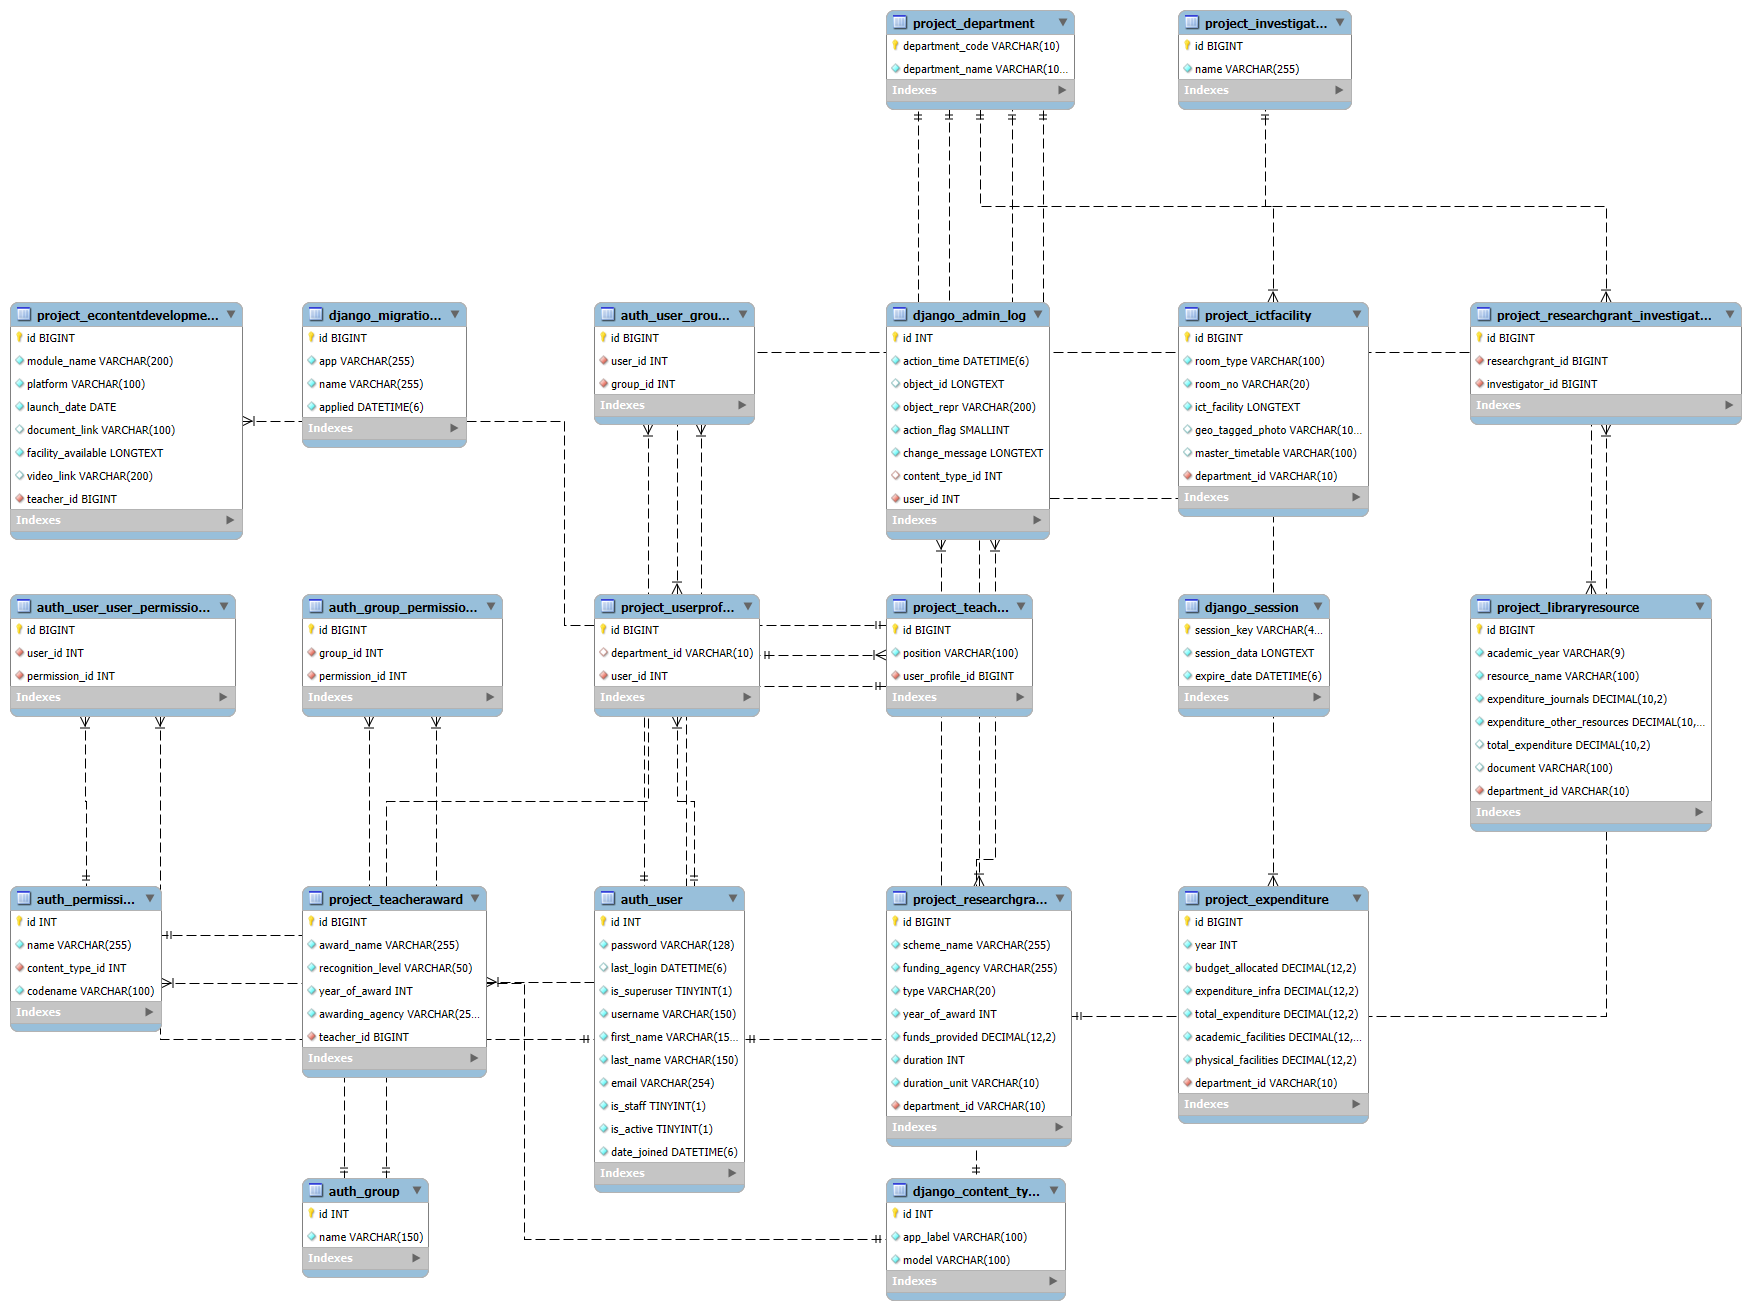 project_department
department_code VARCHAR(10)
department_name VARCHAR(10...
Indexes
project_investigat...
id BIGINT
name VARCHAR(255)
Indexes
project_econtentdevelopme...
id BIGINT
module_name VARCHAR(200)
platform VARCHAR(100)
launch_date DATE
document_link VARCHAR(100)
facility_available LONGTEXT
video_link VARCHAR(200)
teacher_id BIGINT
Indexes
django_migratio...
id BIGINT
app VARCHAR(255)
name VARCHAR(255)
applied DATETIME(6)
Indexes
auth_user_grou...
id BIGINT
user_id INT
group_id INT
Indexes
django_admin_log
id INT
action_time DATETIME(6)
object_id LONGTEXT
object_repr VARCHAR(200)
action_flag SMALLINT
change_message LONGTEXT
content_type_id INT
user_id INT
Indexes
project_ictfacility
id BIGINT
room_type VARCHAR(100)
room_no VARCHAR(20)
ict_facility LONGTEXT
geo_tagged_photo VARCHAR(10...
master_timetable VARCHAR(100)
department_id VARCHAR(10)
Indexes
project_researchgrant_investigat...
id BIGINT
researchgrant_id BIGINT
investigator_id BIGINT
Indexes
auth_user_user_permissio...
id BIGINT
user_id INT
permission_id INT
Indexes
auth_group_permissio...
id BIGINT
group_id INT
permission_id INT
Indexes
project_userprof...
id BIGINT
department_id VARCHAR(10)
user_id INT
Indexes
project_teach...
id BIGINT
position VARCHAR(100)
user_profile_id BIGINT
Indexes
django_session
session_key VARCHAR(4...
session_data LONGTEXT
expire_date DATETIME(6)
Indexes
project_libraryresource
id BIGINT
academic_year VARCHAR(9)
resource_name VARCHAR(100)
expenditure_journals DECIMAL(10,2)
expenditure_other_resources DECIMAL(10,...
total_expenditure DECIMAL(10,2)
document VARCHAR(100)
department_id VARCHAR(10)
Indexes
auth_permissi...
id INT
name VARCHAR(255)
content_type_id INT
codename VARCHAR(100)
Indexes
project_teacheraward
id BIGINT
award_name VARCHAR(255)
recognition_level VARCHAR(50)
year_of_award INT
awarding_agency VARCHAR(25...
teacher_id BIGINT
Indexes
auth_user
id INT
password VARCHAR(128)
last_login DATETIME(6)
is_superuser TINYINT(1)
username VARCHAR(150)
first_name VARCHAR(15...
last_name VARCHAR(150)
email VARCHAR(254)
is_staff TINYINT(1)
is_active TINYINT(1)
date_joined DATETIME(6)
Indexes
project_researchgra...
id BIGINT
scheme_name VARCHAR(255)
funding_agency VARCHAR(255)
type VARCHAR(20)
year_of_award INT
funds_provided DECIMAL(12,2)
duration INT
duration_unit VARCHAR(10)
department_id VARCHAR(10)
Indexes
project_expenditure
id BIGINT
year INT
budget_allocated DECIMAL(12,2)
expenditure_infra DECIMAL(12,2)
total_expenditure DECIMAL(12,2)
academic_facilities DECIMAL(12,...
physical_facilities DECIMAL(12,2)
department_id VARCHAR(10)
Indexes
auth_group
id INT
name VARCHAR(150)
Indexes
django_content_ty...
id INT
app_label VARCHAR(100)
model VARCHAR(100)
Indexes